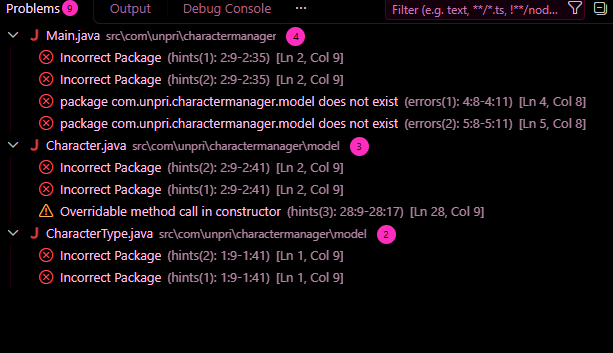 Problems 9 Output Debug Console ··· Filter (e.g. text, **/*.ts, !**/nod...
Main.java src\com\unpri\charactermanager 4
Incorrect Package (hints(1): 2:9-2:35) [Ln 2, Col 9]
Incorrect Package (hints(2): 2:9-2:35) [Ln 2, Col 9]
package com.unpri.charactermanager.model does not exist (errors(1): 4:8-4:11) [Ln 4, Col 8]
package com.unpri.charactermanager.model does not exist (errors(2): 5:8-5:11) [Ln 5, Col 8]
Character.java src\com\unpri\charactermanager\model 3
Incorrect Package (hints(2): 2:9-2:41) [Ln 2, Col 9]
Incorrect Package (hints(1): 2:9-2:41) [Ln 2, Col 9]
Overridable method call in constructor (hints(3): 28:9-28:17) [Ln 28, Col 9]
CharacterType.java src\com\unpri\charactermanager\model 2
Incorrect Package (hints(2): 1:9-1:41) [Ln 1, Col 9]
Incorrect Package (hints(1): 1:9-1:41) [Ln 1, Col 9]